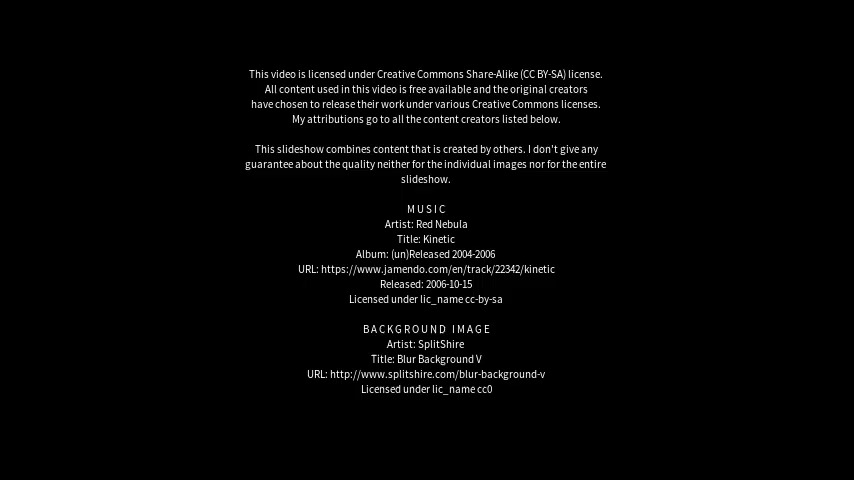 This video is licensed under Creative Commons Share-Alike (CC BY-SA) license.
All content used in this video is free available and the original creators
have chosen to release their work under various Creative Commons licenses.
My attributions go to all the content creators listed below.
This slideshow combines content that is created by others. I don't give any
guarantee about the quality neither for the individual images nor for the entire
slideshow.
MUSIC
Artist: Red Nebula
Title: Kinetic
Album: (un)Released 2004-2006
URL: https://www.jamendo.com/en/track/22342/kinetic
Released: 2006-10-15
Licensed under lic_name cc-by-sa
BACKGROUND IMAGE
Artist: SplitShire
Title: Blur Background V
URL: http://www.splitshire.com/blur-background-v
Licensed under lic_name cc0